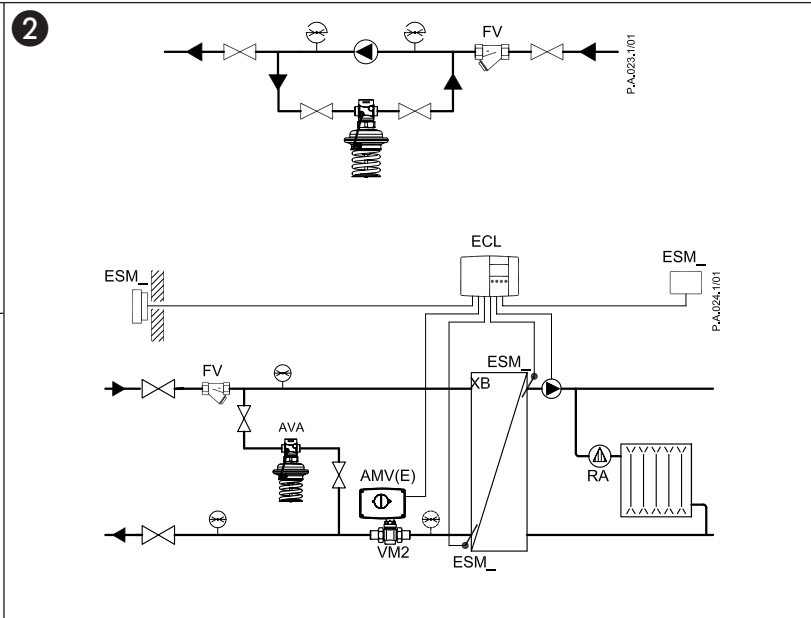 2
FV
P.A.023.1/01
ECL
ESM_
ESM_
P.A.024.1/01
FV
ESM_
XB
AVA
AMV(E)
RA
VM2
ESM_